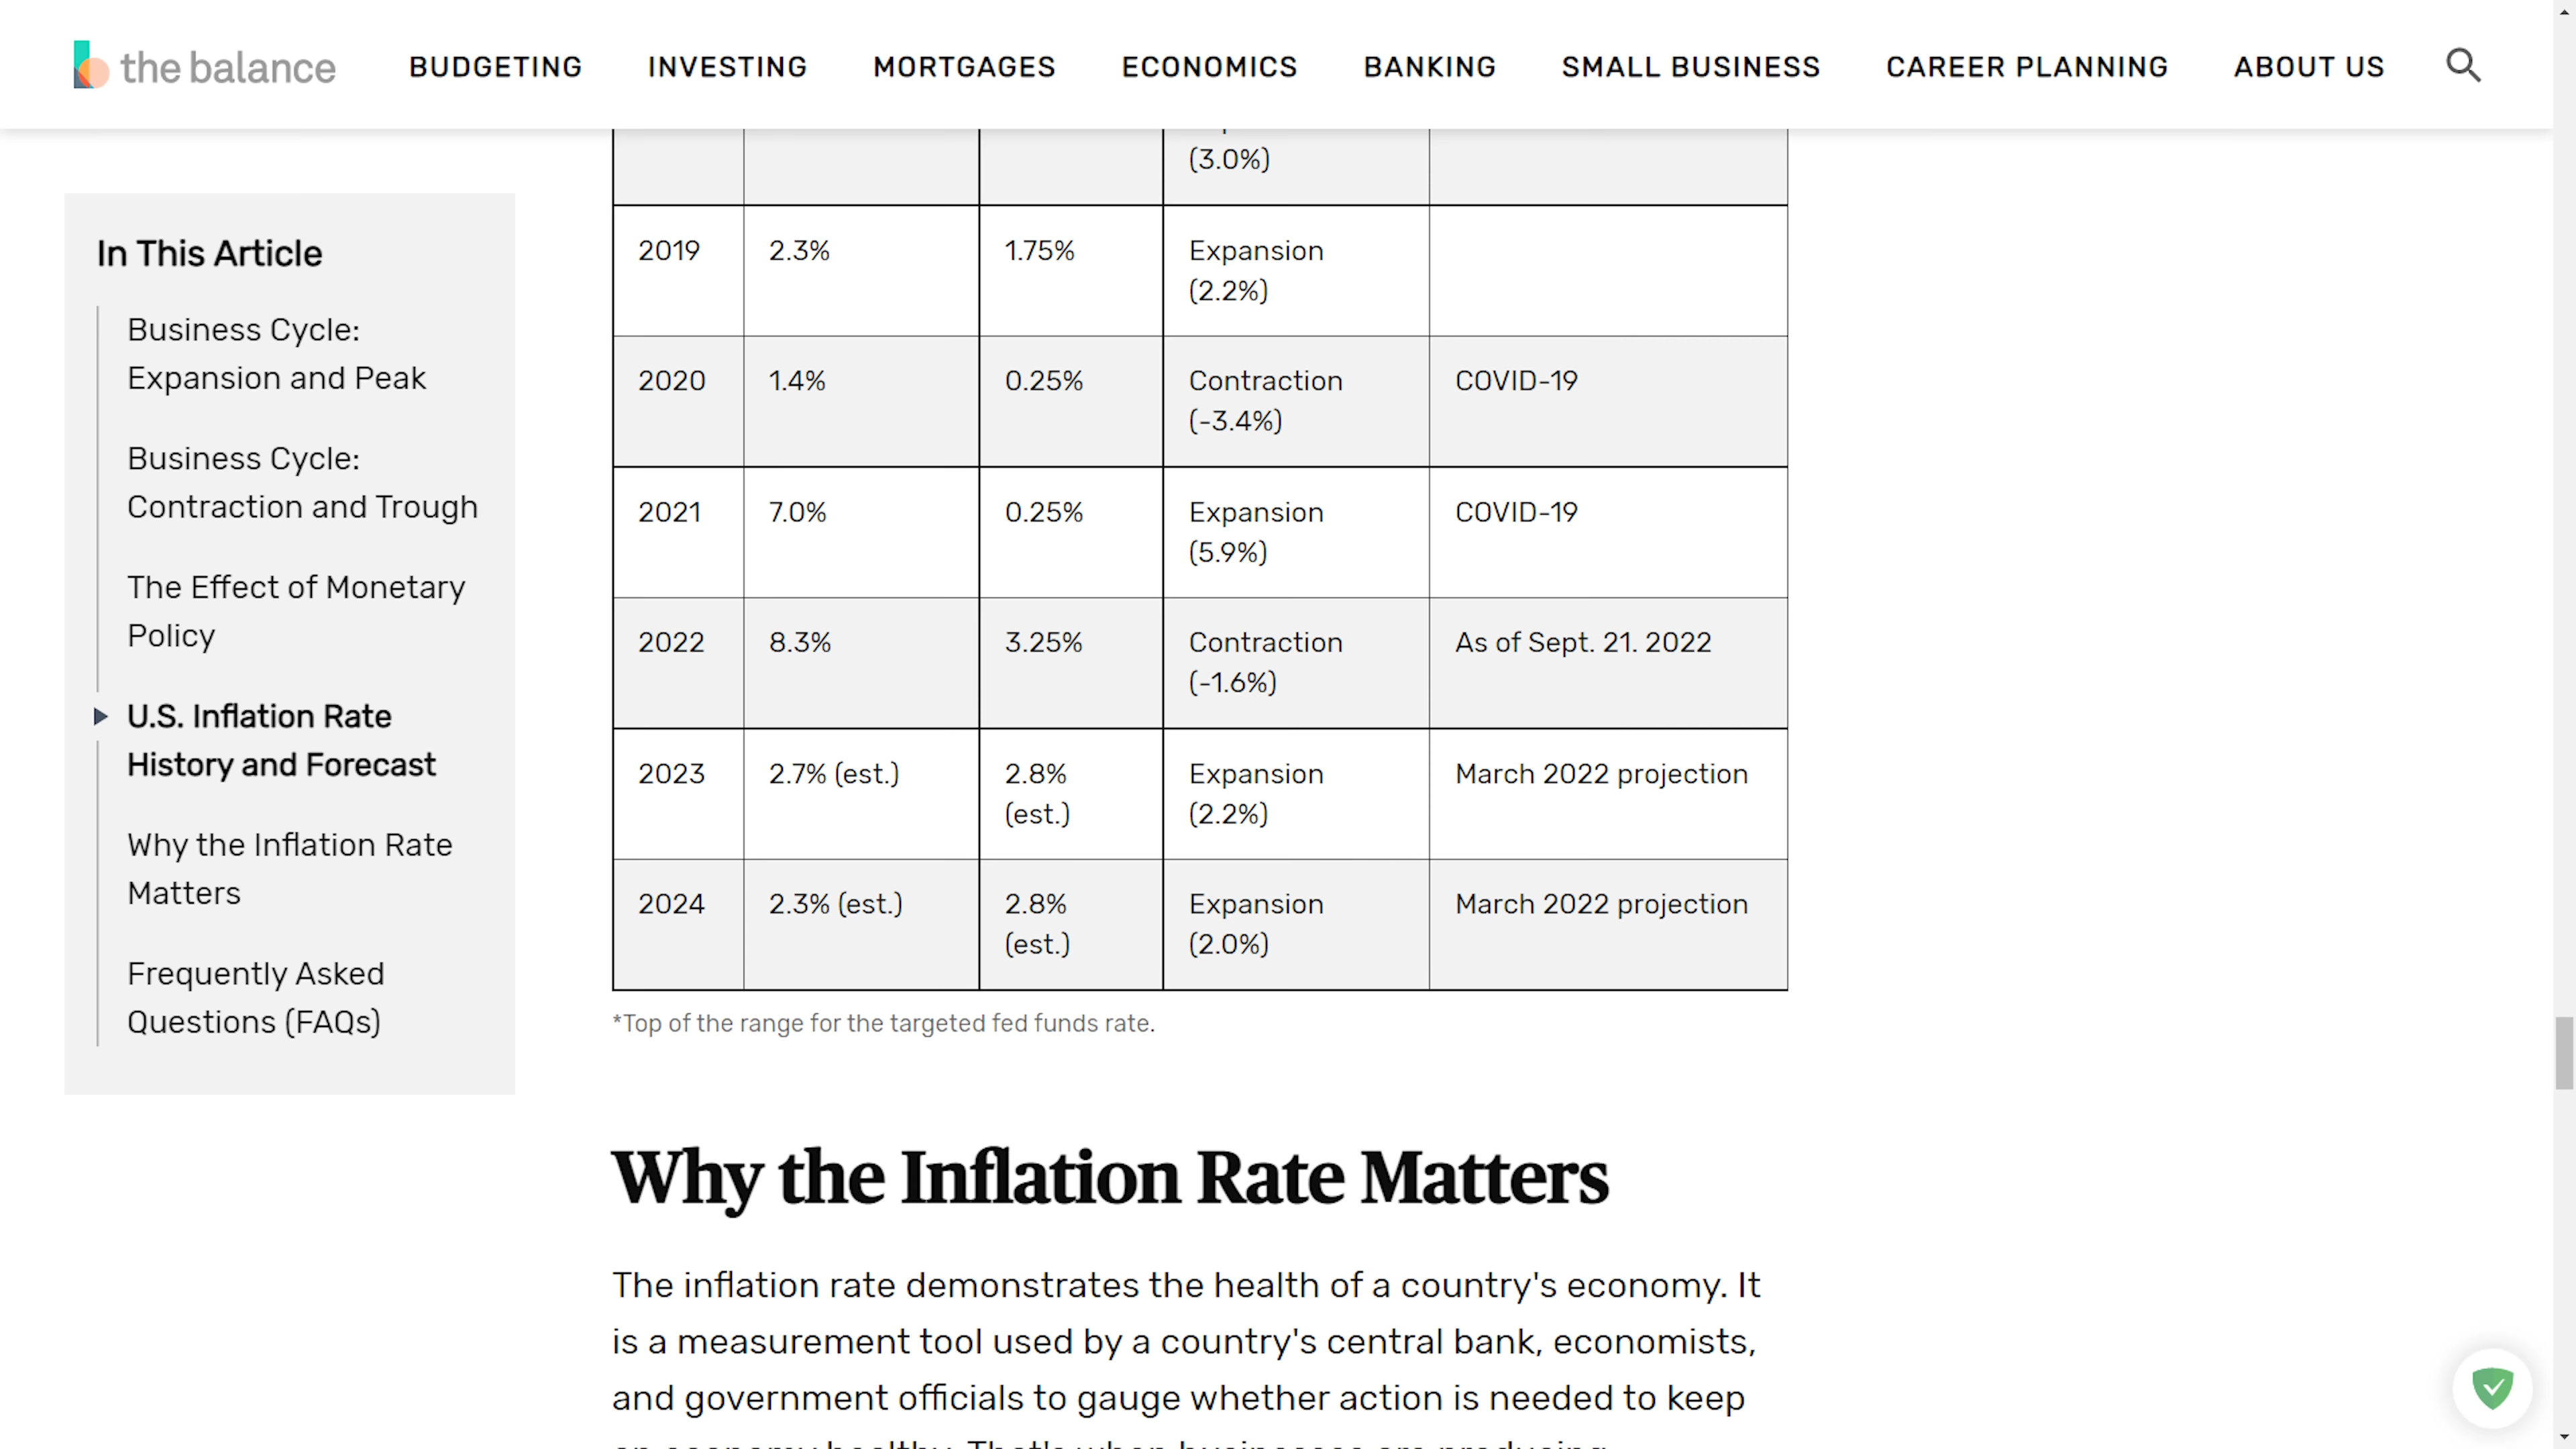 the balance
BUDGETING INVESTING MORTGAGES ECONOMICS BANKING SMALL BUSINESS CAREER PLANNING ABOUT US
In This Article
Business Cycle:
Expansion and Peak
Business Cycle:
Contraction and Trough
The Effect of Monetary
Policy
U.S. Inflation Rate
History and Forecast
Why the Inflation Rate
Matters
Frequently Asked
Questions (FAQs)
(3.0%)
2019 2.3% 1.75% Expansion
(2.2%)
2020 1.4% 0.25% Contraction COVID-19
(-3.4%)
2021 7.0% 0.25% Expansion COVID-19
(5.9%)
2022 8.3% 3.25% Contraction As of Sept. 21. 2022
(-1.6%)
2023 2.7% (est.) 2.8% Expansion March 2022 projection
(est.) (2.2%)
2024 2.3% (est.) 2.8% Expansion March 2022 projection
(est.) (2.0%)
*Top of the range for the targeted fed funds rate.
Why the Inflation Rate Matters
The inflation rate demonstrates the health of a country's economy. It
is a measurement tool used by a country's central bank, economists,
and government officials to gauge whether action is needed to keep